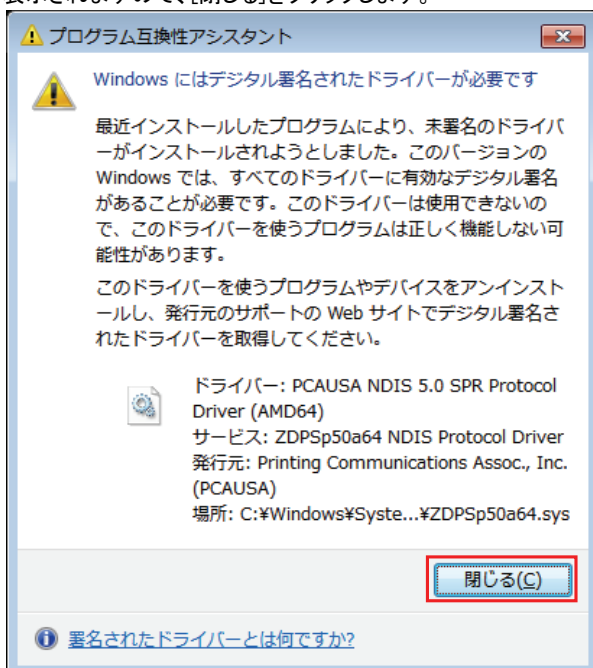 表示されますので、[閉じる]をクリックします。
プログラム互換性アシスタント
Windows にはデジタル署名されたドライバーが必要です
最近インストールしたプログラムにより、未署名のドライバ
ーがインストールされようとしました。このバージョンの
Windows では、すべてのドライバーに有効なデジタル署名
があることが必要です。このドライバーは使用できないの
で、このドライバーを使うプログラムは正しく機能しない可
能性があります。
このドライバーを使うプログラムやデバイスをアンインスト
ールし、発行元のサポートの Web サイトでデジタル署名さ
れたドライバーを取得してください。
ドライバー: PCAUSA NDIS 5.0 SPR Protocol
Driver (AMD64)
サービス: ZDPSp50a64 NDIS Protocol Driver
発行元: Printing Communications Assoc., Inc.
(PCAUSA)
場所: C:¥Windows¥Syste...¥ZDPSp50a64.sys
閉じる(C)
署名されたドライバーとは何ですか?